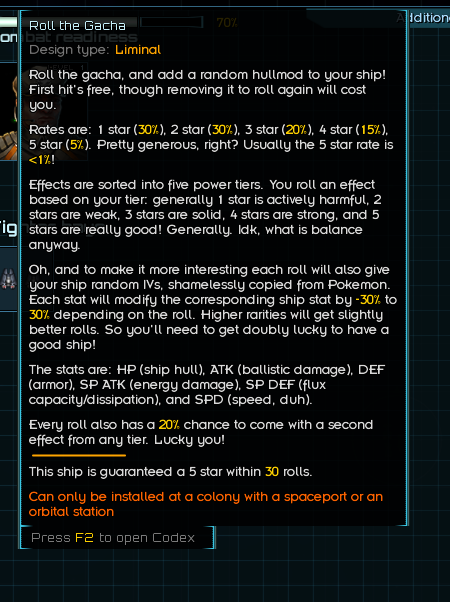 Roll the Gacha
Design type: Liminal
Roll the gacha, and add a random hullmod to your ship!
First hit's free, though removing it to roll again will cost
you.
Rates are: 1 star (30%), 2 star (30%), 3 star (20%), 4 star (15%),
5 star (5%). Pretty generous, right? Usually the 5 star rate is
<1%!
Effects are sorted into five power tiers. You roll an effect
based on your tier: generally 1 star is actively harmful, 2
stars are weak, 3 stars are solid, 4 stars are strong, and 5
stars are really good! Generally. Idk, what is balance
anyway.
Oh, and to make it more interesting each roll will also give
your ship random IVs, shamelessly copied from Pokemon.
Each stat will modify the corresponding ship stat by -30% to
30% depending on the roll. Higher rarities will get slightly
better rolls. So you'll need to get doubly lucky to have a
good ship!
The stats are: HP (ship hull), ATK (ballistic damage), DEF
(armor), SP ATK (energy damage), SP DEF (flux
capacity/dissipation), and SPD (speed, duh).
Every roll also has a 20% chance to come with a second
effect from any tier. Lucky you!
This ship is guaranteed a 5 star within 30 rolls.
Can only be installed at a colony with a spaceport or an
orbital station
Press F2 to open Codex
70%
readiness
Addition